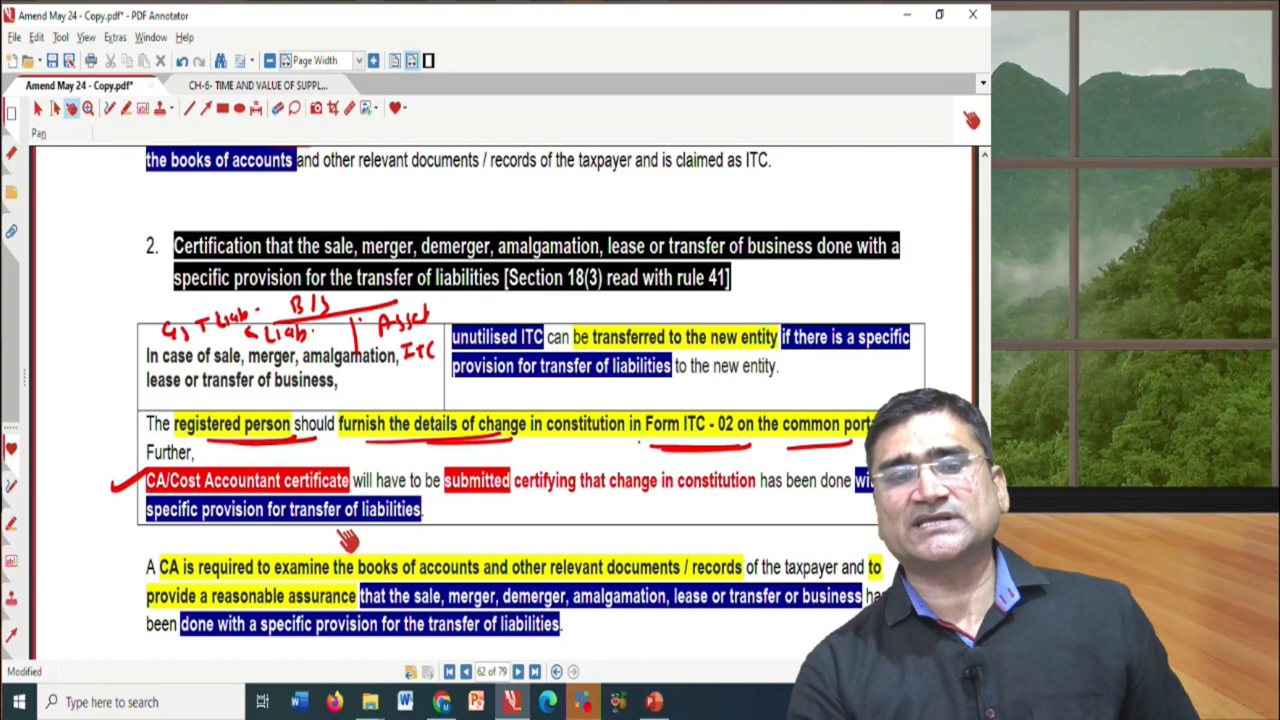 Amend May 24 - Copy.pdf* - PDF Annotator
File Edit Tool View Extras Window Help
Page Width
Amend May 24 - Copy.pdf*
CH-6- TIME AND VALUE OF SUPPL...
Pan
the books of accounts and other relevant documents / records of the taxpayer and is claimed as ITC.
2. Certification that the sale, merger, demerger, amalgamation, lease or transfer of business done with a
specific provision for the transfer of liabilities [Section 18(3) read with rule 41]
B/S
GST Liab. Liab. Asset
ITC
In case of sale, merger, amalgamation,
lease or transfer of business,
unutilised ITC can be transferred to the new entity if there is a specific
provision for transfer of liabilities to the new entity.
The registered person should furnish the details of change in constitution in Form ITC - 02 on the common
Further,
CA/Cost Accountant certificate will have to be submitted certifying that change in constitution has been done
specific provision for transfer of liabilities.
A CA is required to examine the books of accounts and other relevant documents / records of the taxpayer and to
provide a reasonable assurance that the sale, merger, demerger, amalgamation, lease or transfer or business
been done with a specific provision for the transfer of liabilities.
Modified
62 of 79
Type here to search